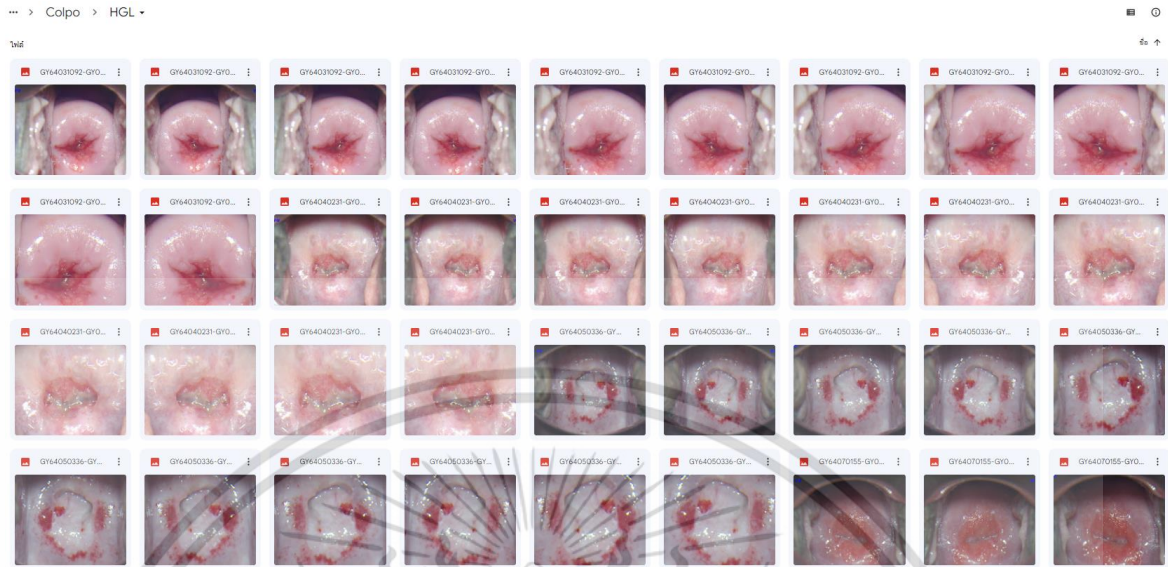 ... > Colpo > HGL
ไฟล์
ชื่อ
GY64031092-GY0... GY64031092-GY0... GY64031092-GY0... GY64031092-GY0... GY64031092-GY0... GY64031092-GY0... GY64031092-GY0... GY64031092-GY0... GY64031092-GY0...
GY64031092-GY0... GY64031092-GY0... GY64040231-GY0... GY64040231-GY0... GY64040231-GY0... GY64040231-GY0... GY64040231-GY0... GY64040231-GY0... GY64040231-GY0...
GY64040231-GY0... GY64040231-GY0... GY64040231-GY0... GY64040231-GY0... GY64050336-GY... GY64050336-GY... GY64050336-GY... GY64050336-GY... GY64050336-GY...
GY64050336-GY... GY64050336-GY... GY64050336-GY... GY64050336-GY... GY64050336-GY... GY64050336-GY... GY64070155-GY0... GY64070155-GY0... GY64070155-GY0...